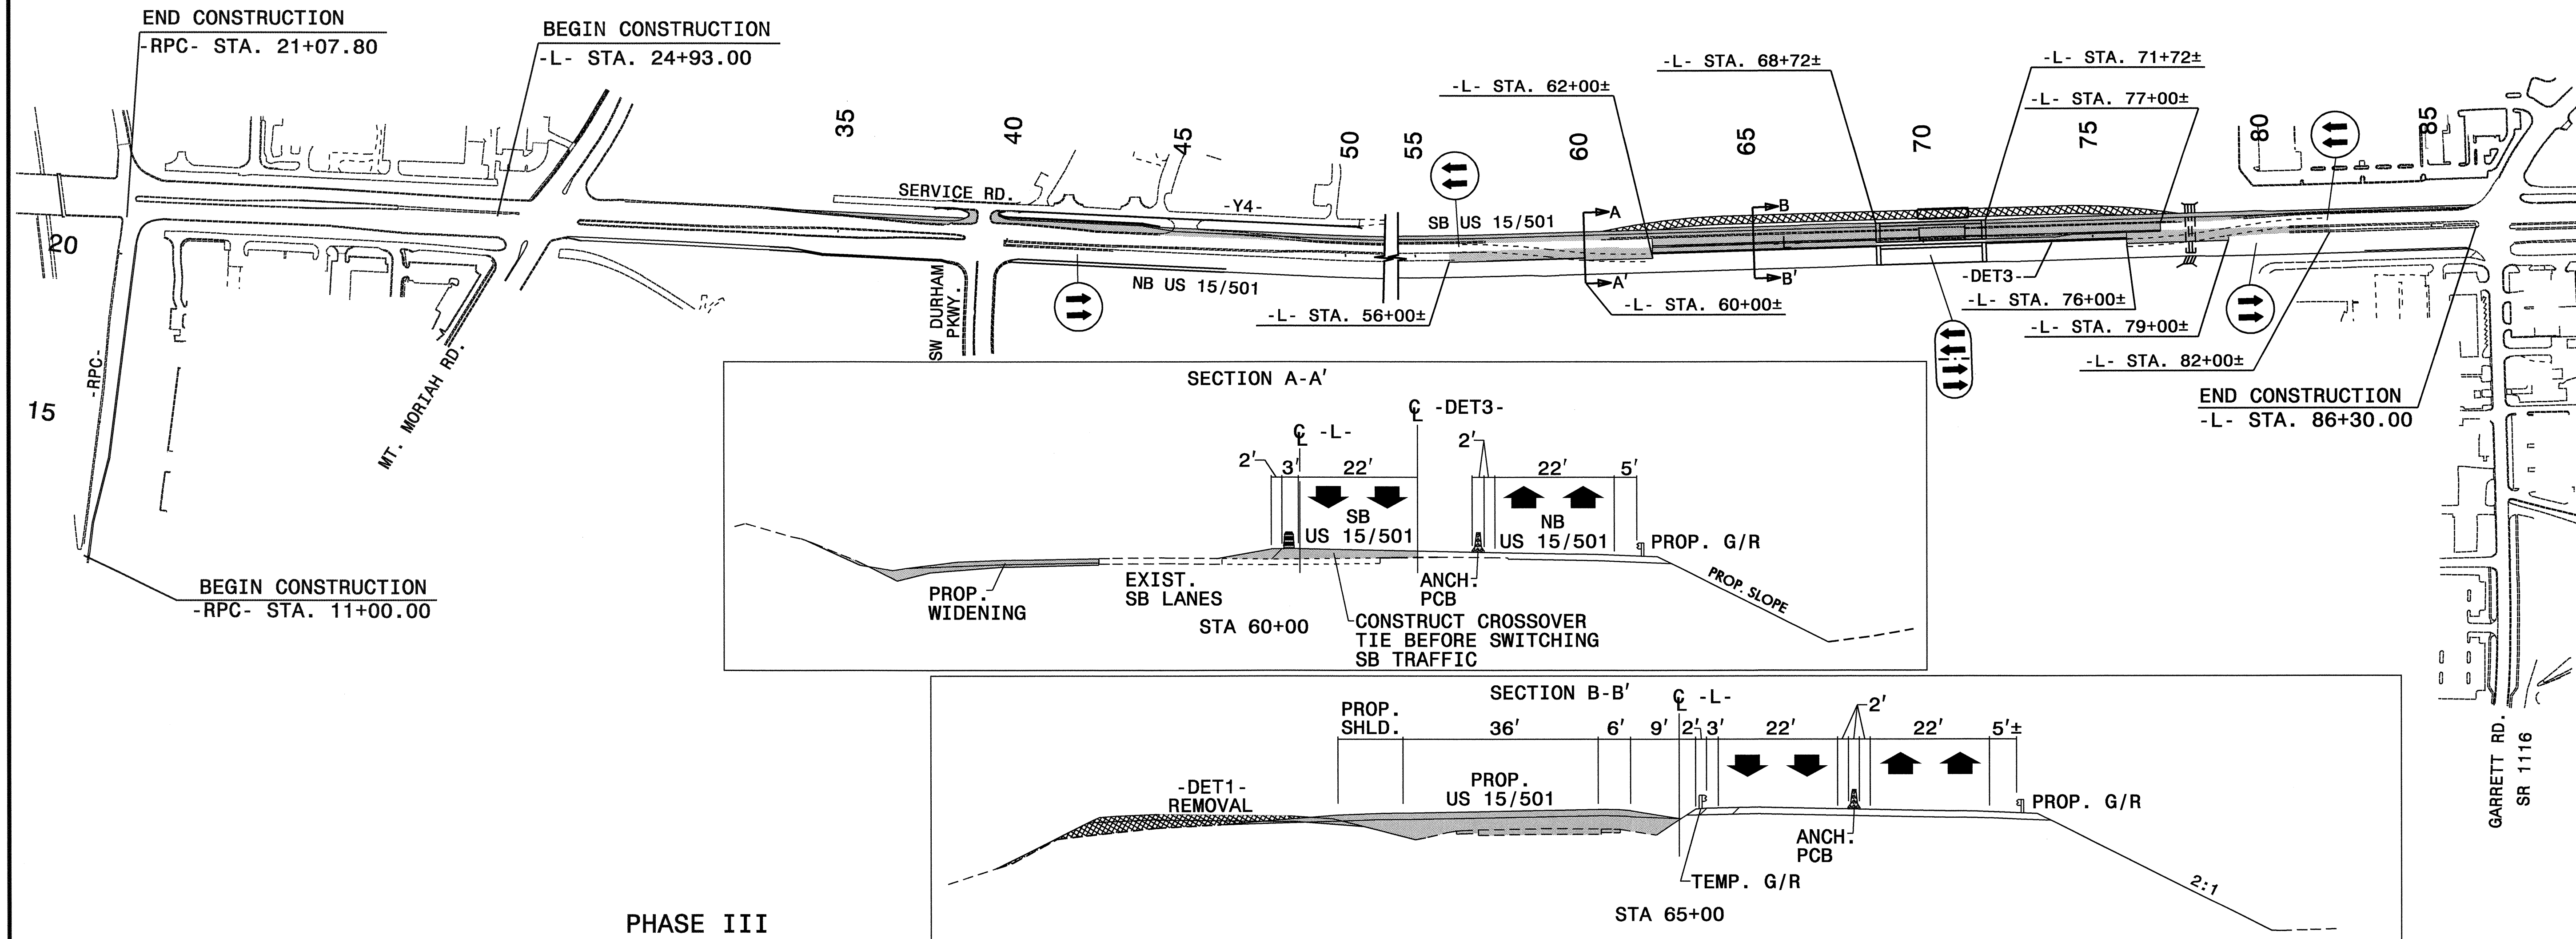 END CONSTRUCTION
-RPC- STA. 21+07.80
BEGIN CONSTRUCTION
-L- STA. 24+93.00
-L- STA. 62+00±
-L- STA. 68+72±
-L- STA. 71+72±
-L- STA. 77+00±
35
40
45
50
55
60
65
70
75
80
85
SERVICE RD.
-Y4-
SB US 15/501
A
B
20
NB US 15/501
A'
B'
-DET3-
-L- STA. 56+00±
-L- STA. 60+00±
-L- STA. 76+00±
-L- STA. 79+00±
-L- STA. 82+00±
SW DURHAM
PKWY.
MT. MORIAH RD.
-RPC-
15
END CONSTRUCTION
-L- STA. 86+30.00
BEGIN CONSTRUCTION
-RPC- STA. 11+00.00
GARRETT RD.
SR 1116
SECTION A-A'
℄ -L-
℄ -DET3-
2'
3'
22'
2'
22'
5'
SB
US 15/501
NB
US 15/501
PROP. G/R
PROP.
WIDENING
EXIST.
SB LANES
ANCH.
PCB
PROP. SLOPE
STA 60+00
CONSTRUCT CROSSOVER
TIE BEFORE SWITCHING
SB TRAFFIC
SECTION B-B'
℄ -L-
PROP.
SHLD.
36'
6'
9'
2'
3'
22'
2'
22'
5'±
-DET1-
REMOVAL
PROP.
US 15/501
PROP. G/R
ANCH.
PCB
TEMP. G/R
2:1
STA 65+00
PHASE III